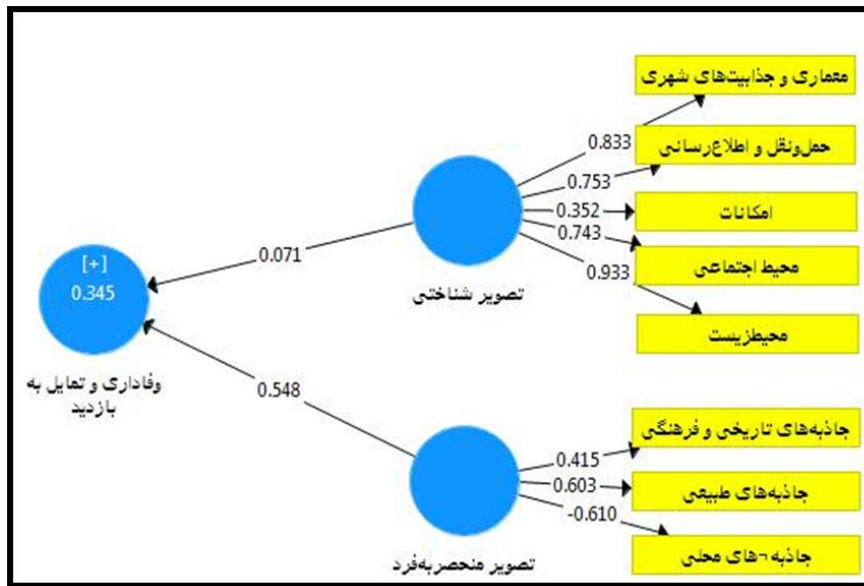 معماری و جذابیت‌های شهری
0.833
حمل‌ونقل و اطلاع‌رسانی
0.753
امکانات
0.352
محیط اجتماعی
0.743
محیط‌زیست
0.933
تصویر شناختی
0.071
[+]
0.345
وفاداری و تمایل به
بازدید
0.548
جاذبه‌های تاریخی و فرهنگی
0.415
جاذبه‌های طبیعی
0.603
جاذبه¬های محلی
-0.610
تصویر منحصربه‌فرد